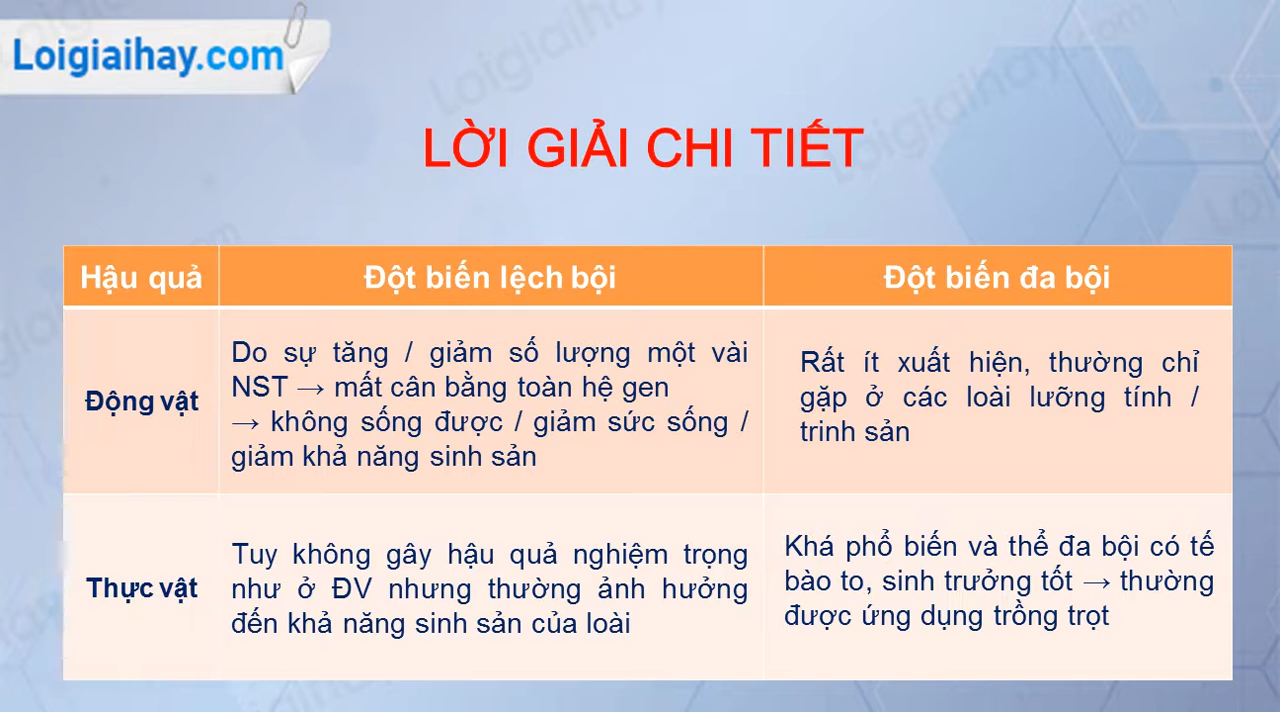 Loigiaihay.com
LỜI GIẢI CHI TIẾT
Hậu quả
Đột biến lệch bội
Đột biến đa bội
Động vật
Do sự tăng / giảm số lượng một vài
NST → mất cân bằng toàn hệ gen
→ không sống được / giảm sức sống /
giảm khả năng sinh sản
Rất ít xuất hiện, thường chỉ
gặp ở các loài lưỡng tính /
trinh sản
Thực vật
Tuy không gây hậu quả nghiệm trọng
như ở ĐV nhưng thường ảnh hưởng
đến khả năng sinh sản của loài
Khá phổ biến và thể đa bội có tế
bào to, sinh trưởng tốt → thường
được ứng dụng trồng trọt